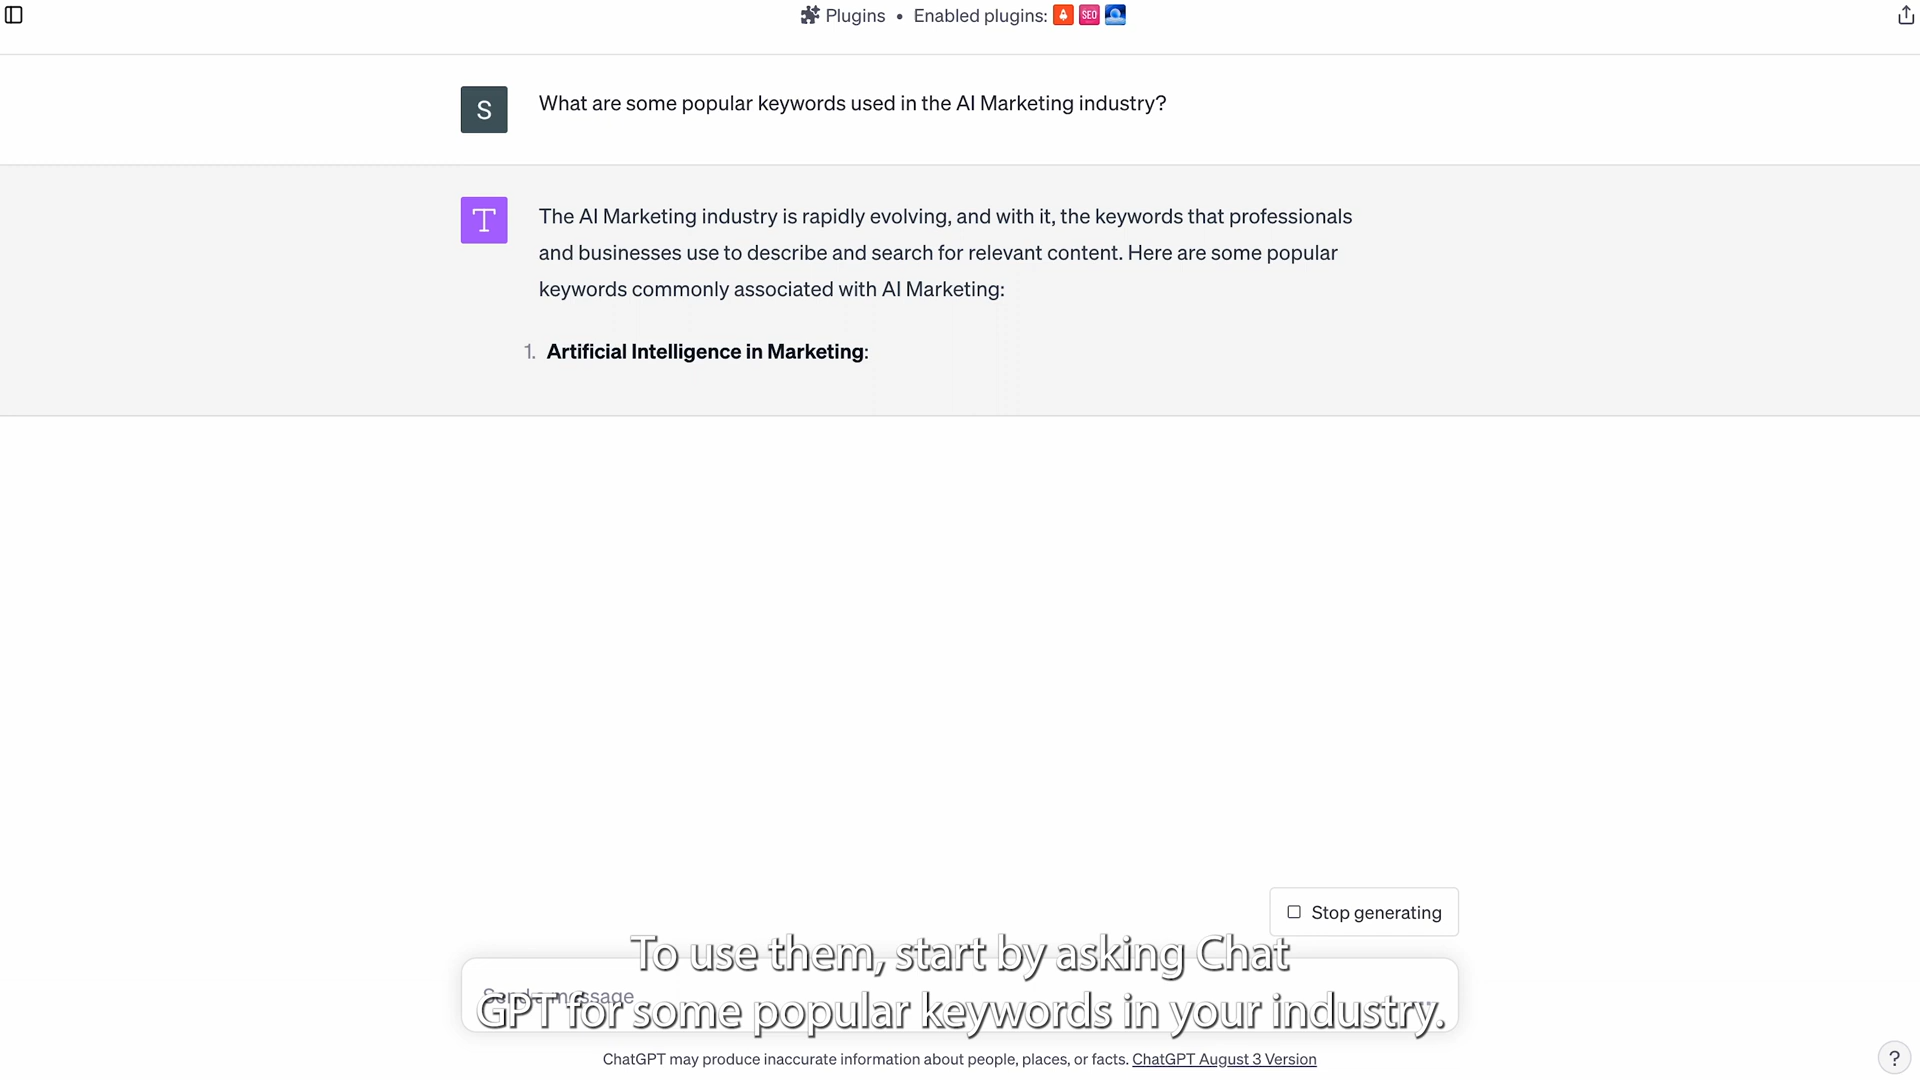 Plugins • Enabled plugins: SEO
S
What are some popular keywords used in the AI Marketing industry?
T
The AI Marketing industry is rapidly evolving, and with it, the keywords that professionals
and businesses use to describe and search for relevant content. Here are some popular
keywords commonly associated with AI Marketing:
1. Artificial Intelligence in Marketing:
Stop generating
To use them, start by asking Chat
Send a message
GPT for some popular keywords in your industry.
ChatGPT may produce inaccurate information about people, places, or facts. ChatGPT August 3 Version
?